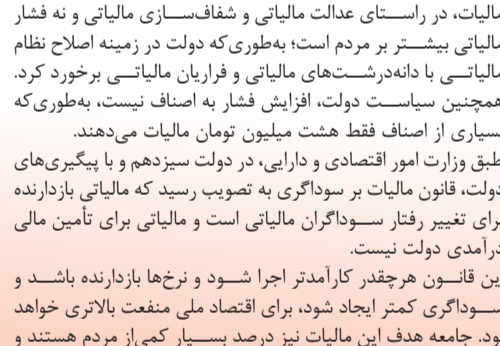 مالیات، در راستای عدالت مالیاتی و شفاف‌سازی مالیاتی و نه فشار
مالیاتی بیشتر بر مردم است؛ به‌طوری‌که دولت در زمینه اصلاح نظام
مالیاتی با دانه‌درشت‌های مالیاتی و فراریان مالیاتی برخورد کرد.
همچنین سیاست دولت، افزایش فشار به اصناف نیست، به‌طوری‌که
بسیاری از اصناف فقط هشت میلیون تومان مالیات می‌دهند.
طبق وزارت امور اقتصادی و دارایی، در دولت سیزدهم و با پیگیری‌های
دولت، قانون مالیات بر سوداگری به تصویب رسید که مالیاتی بازدارنده
برای تغییر رفتار سوداگران مالیاتی است و مالیاتی برای تأمین مالی
درآمدی دولت نیست.
این قانون هرچقدر کارآمدتر اجرا شود و نرخ‌ها بازدارنده باشد و
سوداگری کمتر ایجاد شود، برای اقتصاد ملی منفعت بالاتری خواهد
بود. جامعه هدف این مالیات نیز درصد بسیار کمی‌از مردم هستند و